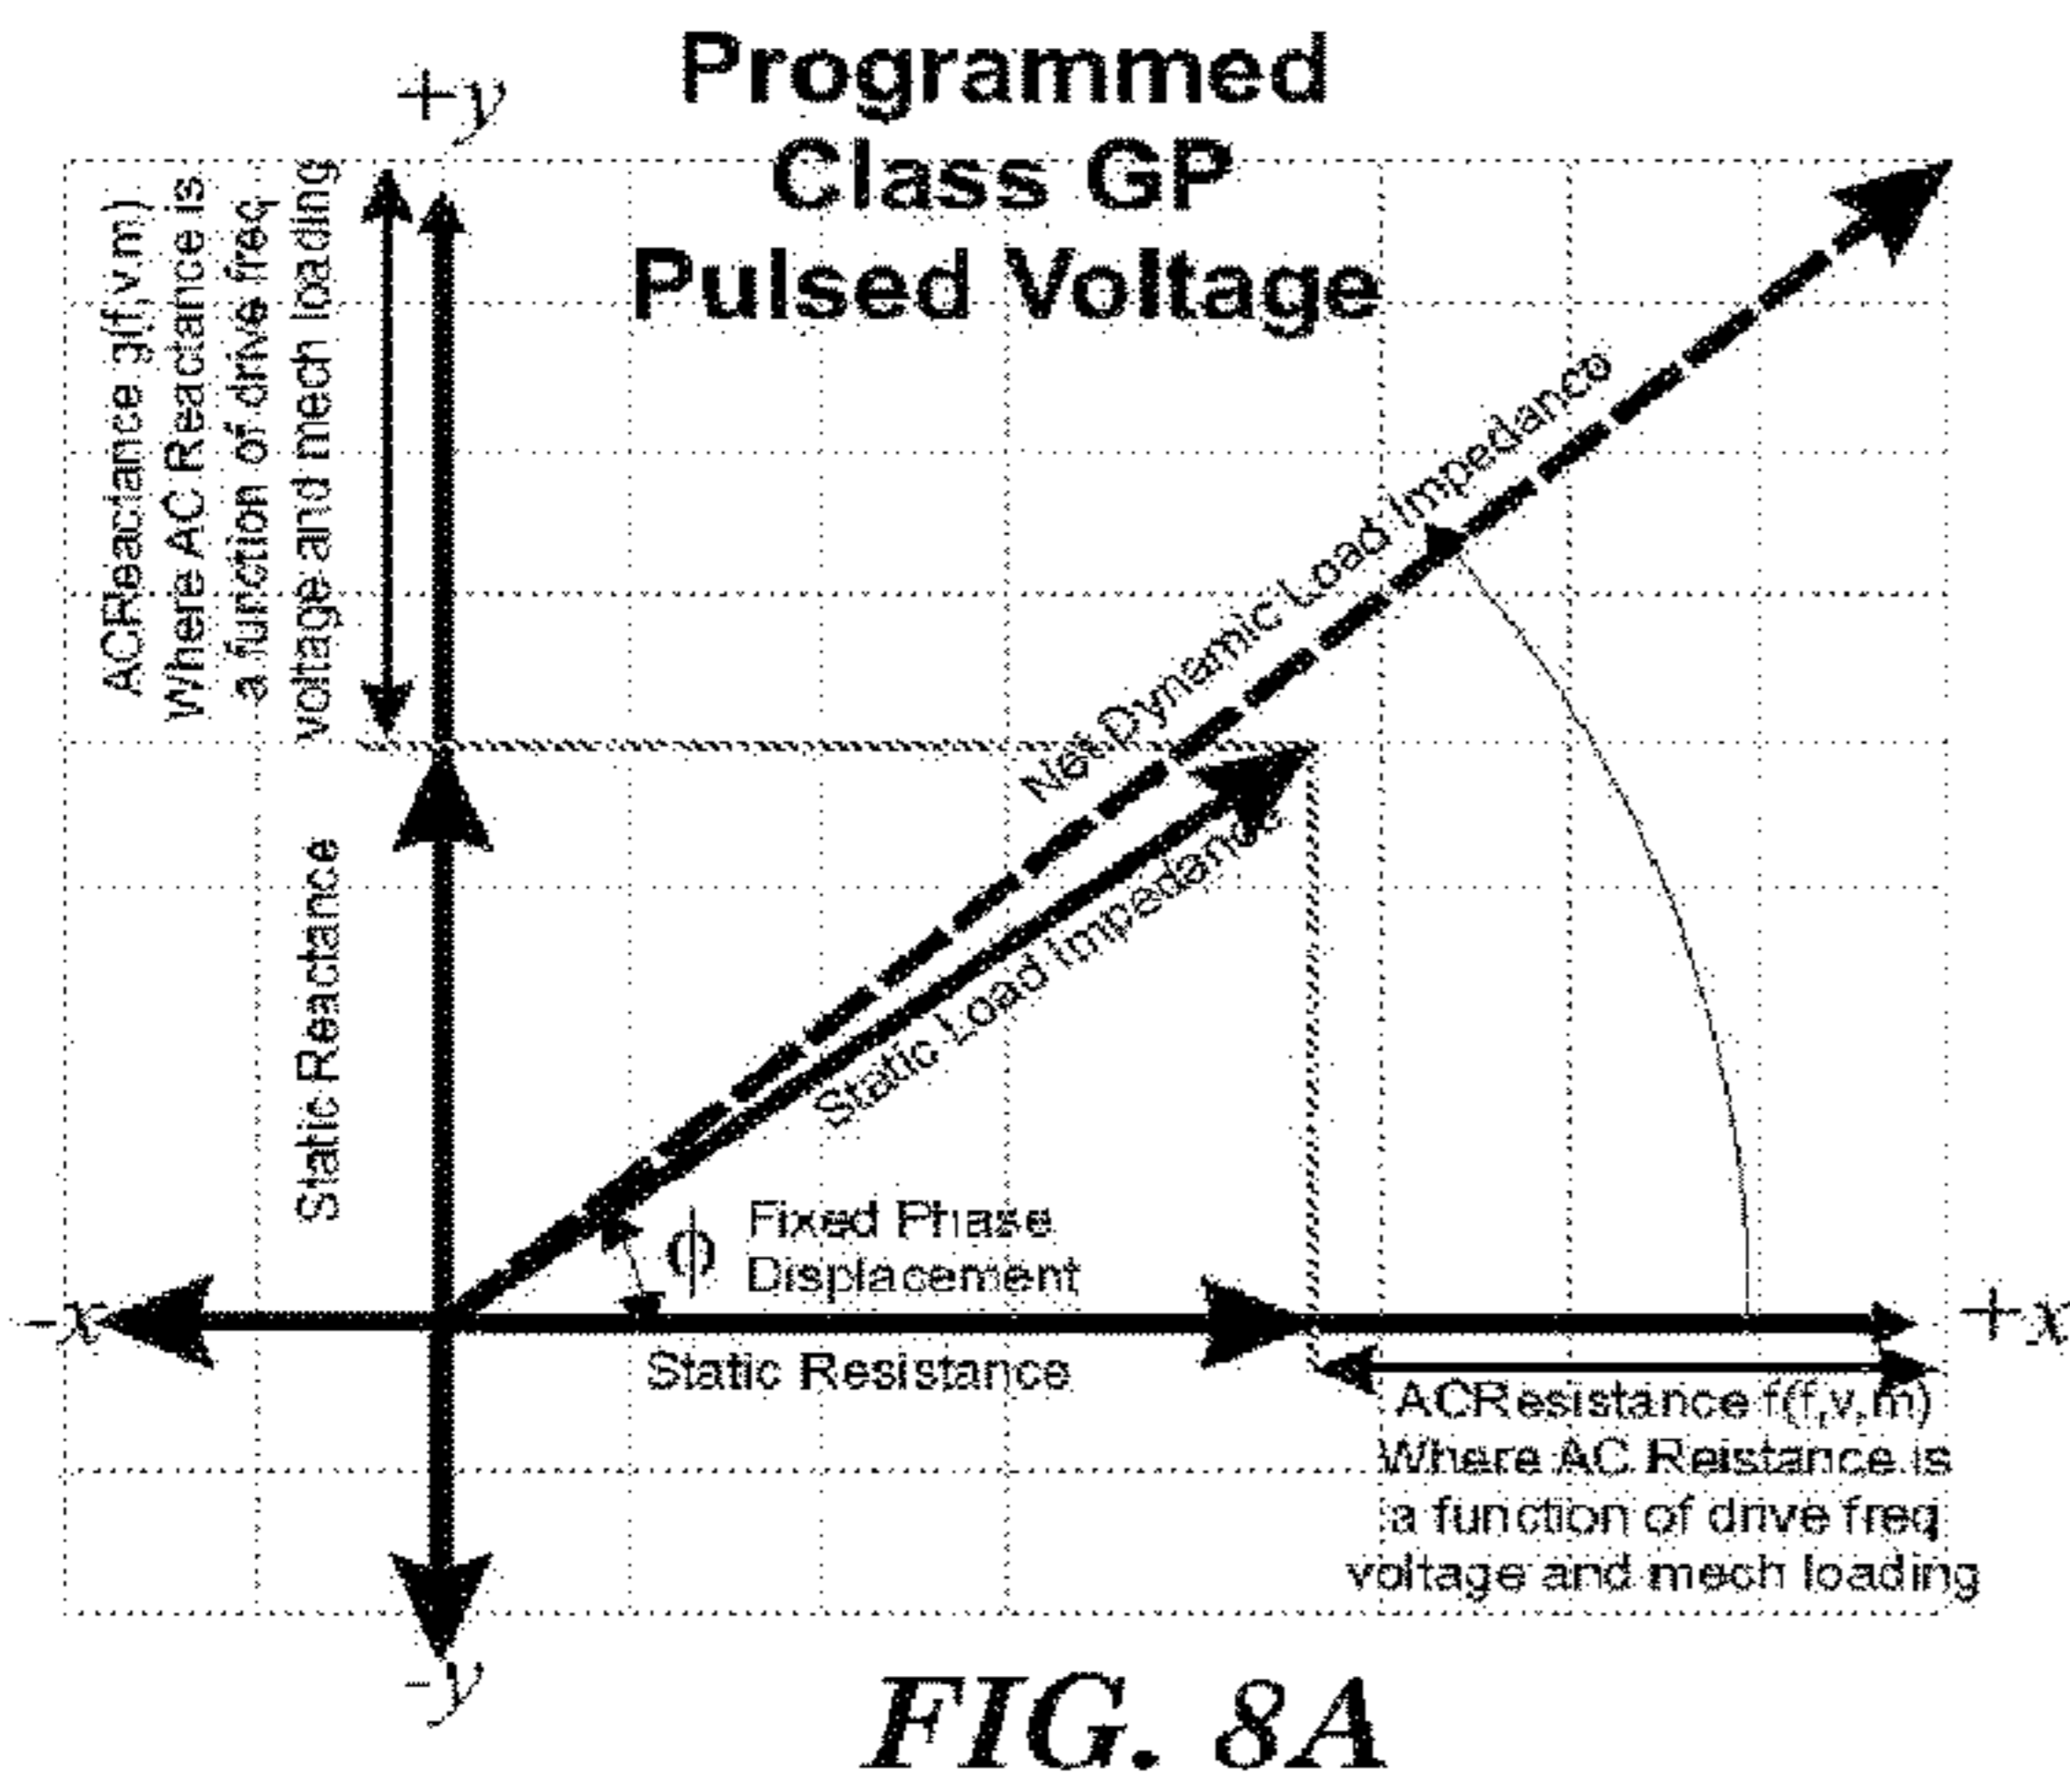 Programmed
Class GP
Pulsed Voltage
+y
ACReactance g(f,v,m)
Where AC Reactance is
a function of drive freq
voltage and mech loading
Net Dynamic Load Impedance
Static Load Impedance
Static Reactance
ϕ Fixed Phase
Displacement
-x
+x
Static Resistance
ACResistance f(f,v,m)
Where AC Reistance is
a function of drive freq
voltage and mech loading
-y
FIG. 8A